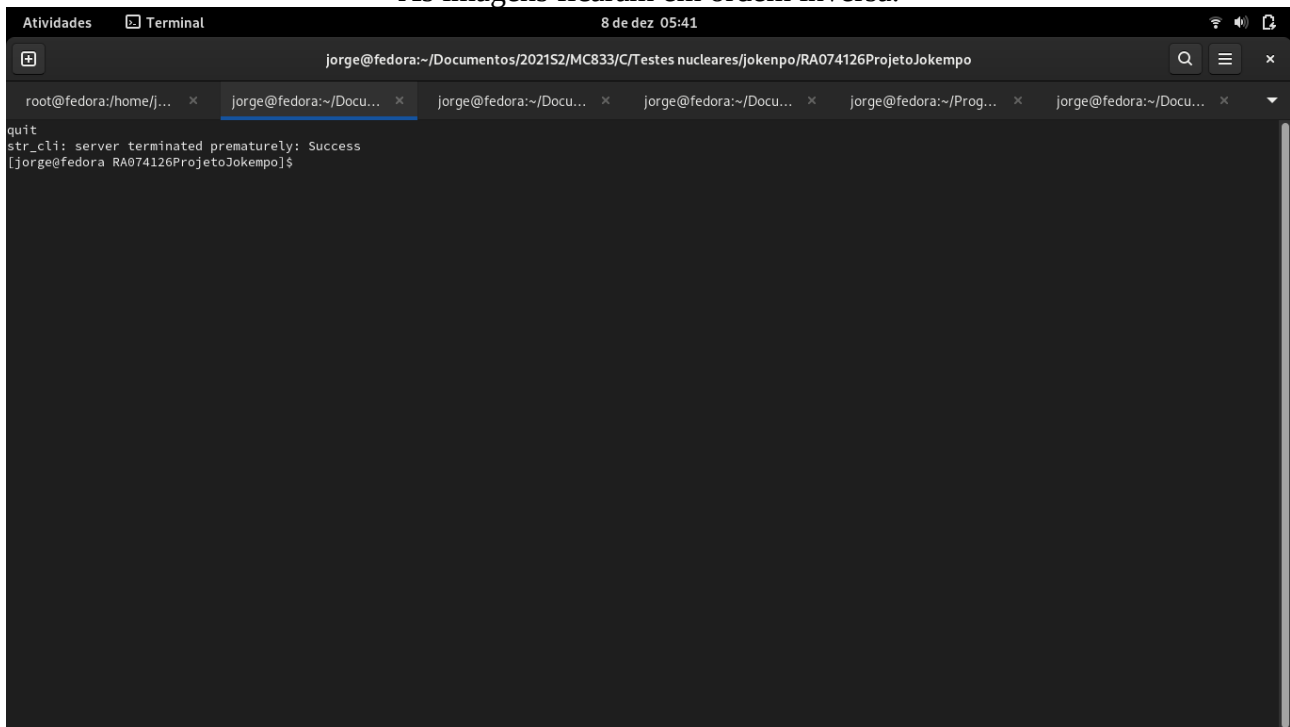 As imagens ficaram em ordem inversa.
Atividades Terminal 8 de dez 05:41
jorge@fedora:~/Documentos/2021S2/MC833/C/Testes nucleares/jokenpo/RA074126ProjetoJokempo
root@fedora:/home/j... × jorge@fedora:~/Docu... × jorge@fedora:~/Docu... × jorge@fedora:~/Docu... × jorge@fedora:~/Prog... × jorge@fedora:~/Docu... ×
quit
str_cli: server terminated prematurely: Success
[jorge@fedora RA074126ProjetoJokempo]$